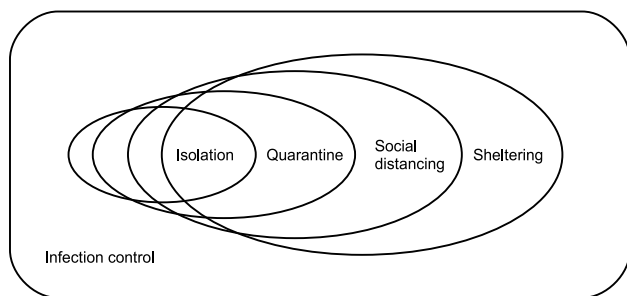 Isolation
Quarantine
Social
distancing
Sheltering
Infection control